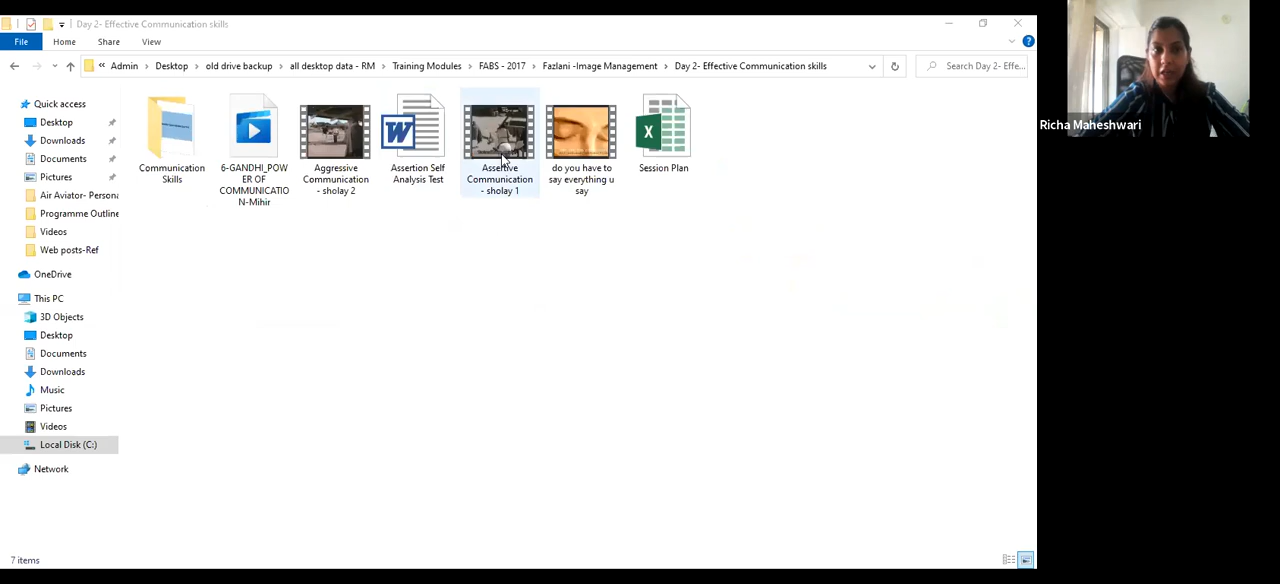 Day 2- Effective Communication skills
File Home Share View
« Admin > Desktop > old drive backup > all desktop data - RM > Training Modules > FABS - 2017 > Fazlani -Image Management > Day 2- Effective Communication skills
Search Day 2- Effe...
Quick access
Desktop
Downloads
Documents
Pictures
Air Aviator- Persona
Programme Outline
Videos
Web posts-Ref
OneDrive
This PC
3D Objects
Desktop
Documents
Downloads
Music
Pictures
Videos
Local Disk (C:)
Network
Communication
Skills
6-GANDHI_POW
ER OF
COMMUNICATIO
N-Mihir
Aggressive
Communication
- sholay 2
W
Assertion Self
Analysis Test
Assertive
Communication
- sholay 1
do you have to
say everything u
say
X
Session Plan
7 items
Richa Maheshwari